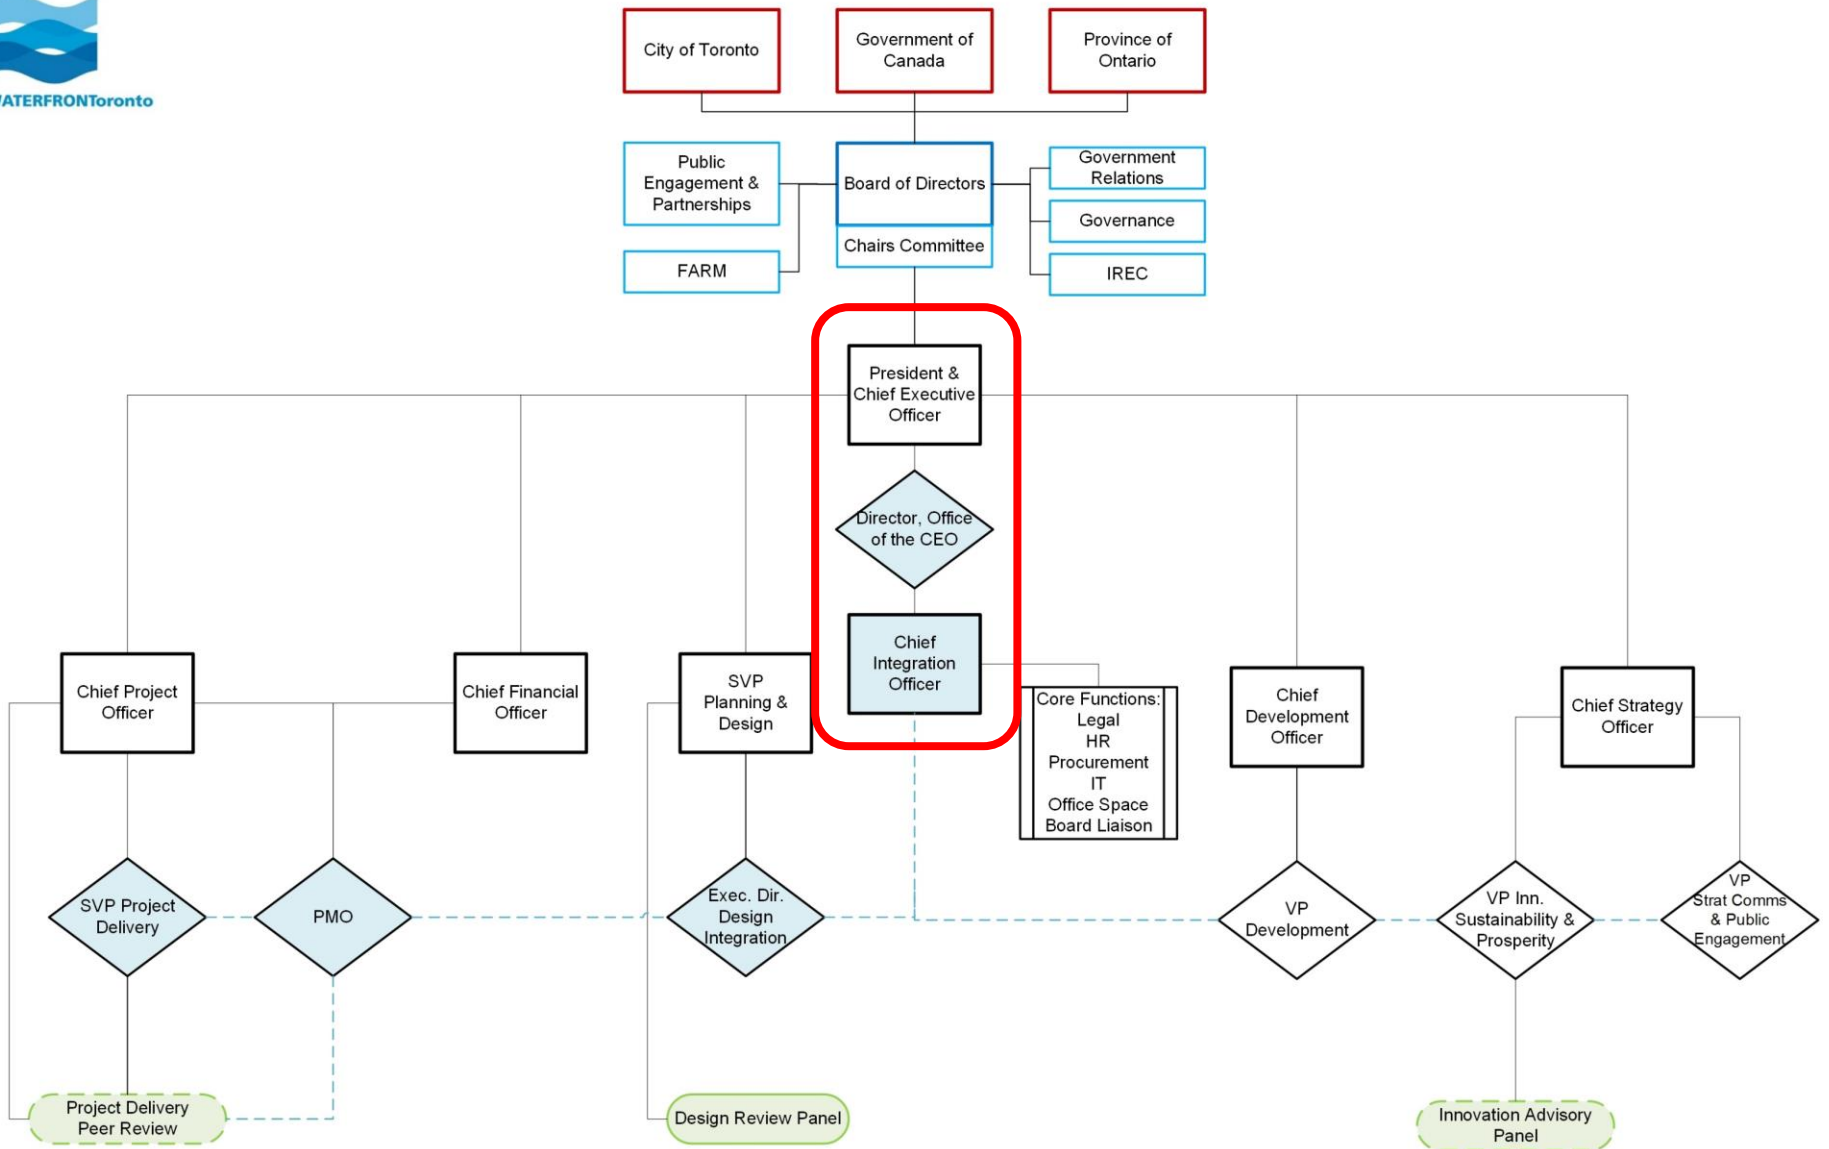 WATERFRONToronto
City of Toronto
Government of
Canada
Province of
Ontario
Public
Engagement &
Partnerships
Board of Directors
Government
Relations
Governance
Chairs Committee
FARM
IREC
President &
Chief Executive
Officer
Director, Office
of the CEO
Chief
Integration
Officer
Chief Project
Officer
Chief Financial
Officer
SVP
Planning &
Design
Core Functions:
Legal
HR
Procurement
IT
Office Space
Board Liaison
Chief
Development
Officer
Chief Strategy
Officer
SVP Project
Delivery
PMO
Exec. Dir.
Design
Integration
VP
Development
VP Inn.
Sustainability &
Prosperity
VP
Strat Comms
& Public
Engagement
Project Delivery
Peer Review
Design Review Panel
Innovation Advisory
Panel